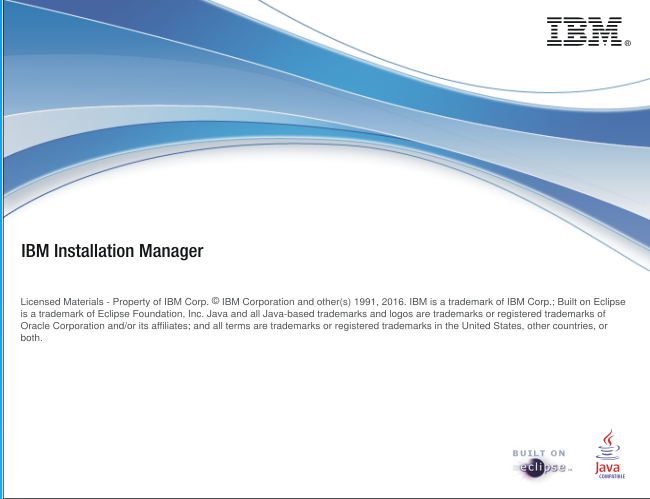 IBM®
IBM Installation Manager
Licensed Materials - Property of IBM Corp. © IBM Corporation and other(s) 1991, 2016. IBM is a trademark of IBM Corp.; Built on Eclipse
is a trademark of Eclipse Foundation, Inc. Java and all Java-based trademarks and logos are trademarks or registered trademarks of
Oracle Corporation and/or its affiliates; and all terms are trademarks or registered trademarks in the United States, other countries, or
both.
BUILT ON
eclipse™
Java
COMPATIBLE